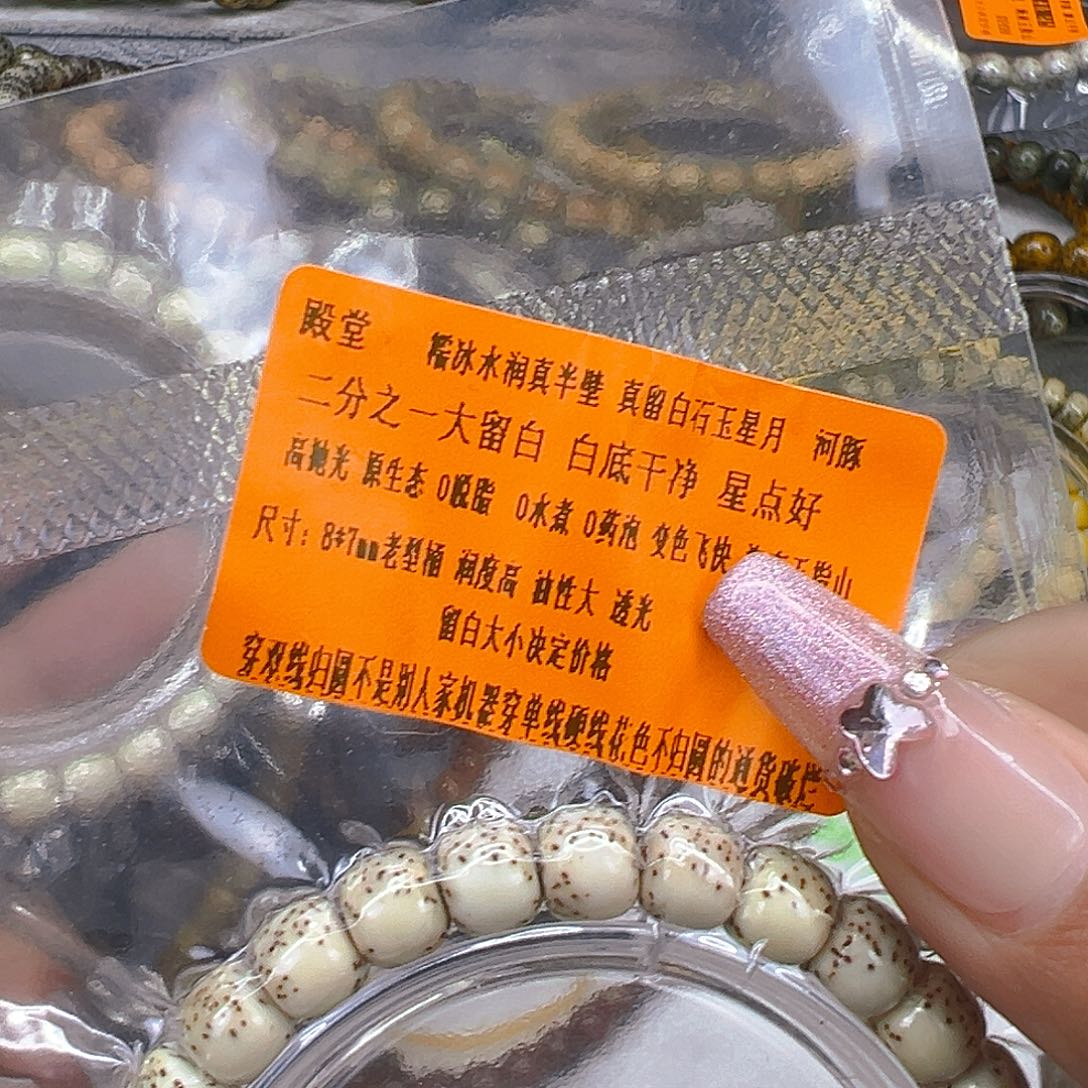 殿堂 糯冰水润真半壁 真留白石玉星月 河豚
二分之一大留白 白底干净 星点好
高抛光 原生态 0脱脂 0水煮 0药泡 变色飞快
尺寸：8*7mm老型桶 润度高 油性大 透光
留白大小决定价格
穿双线归圆不是别人家机器穿单线硬线花色不归圆的通货破烂